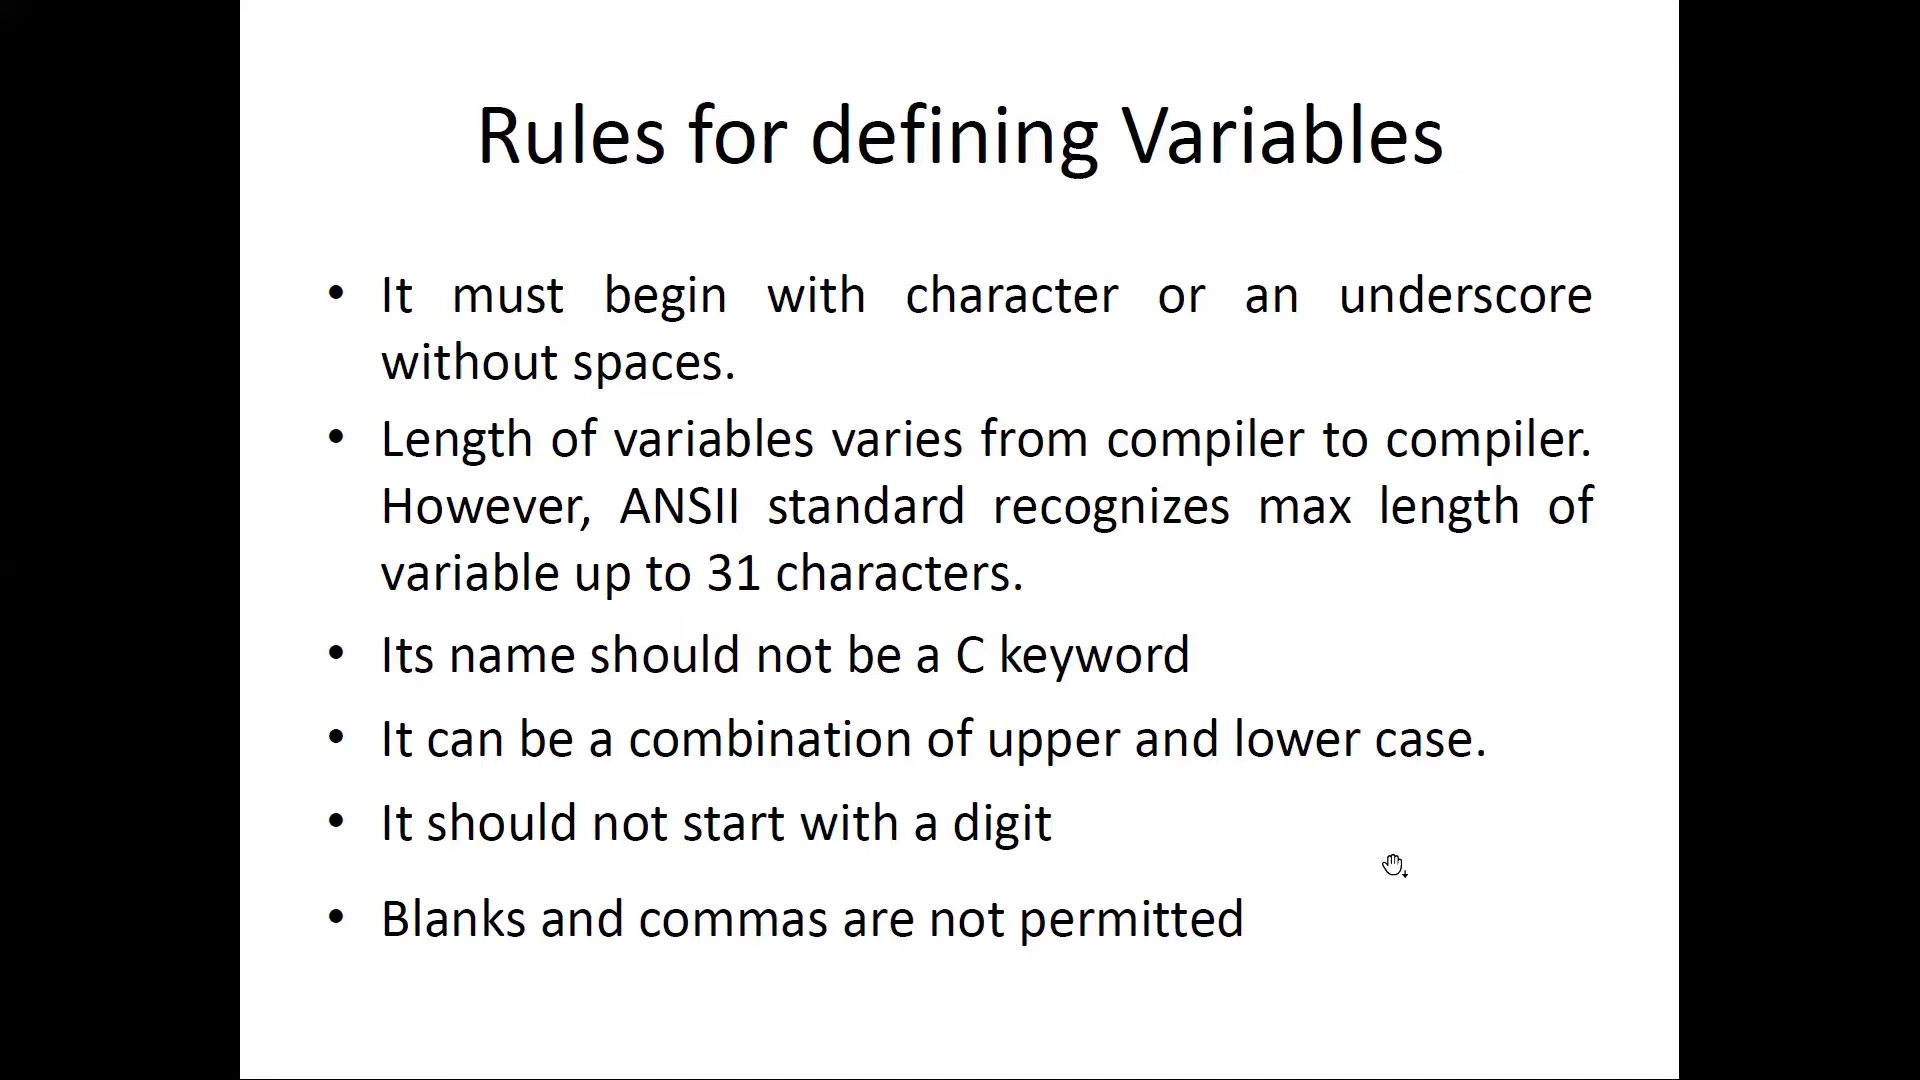 Rules for defining Variables
• It must begin with character or an underscore
without spaces.
• Length of variables varies from compiler to compiler.
However, ANSII standard recognizes max length of
variable up to 31 characters.
• Its name should not be a C keyword
• It can be a combination of upper and lower case.
• It should not start with a digit
• Blanks and commas are not permitted